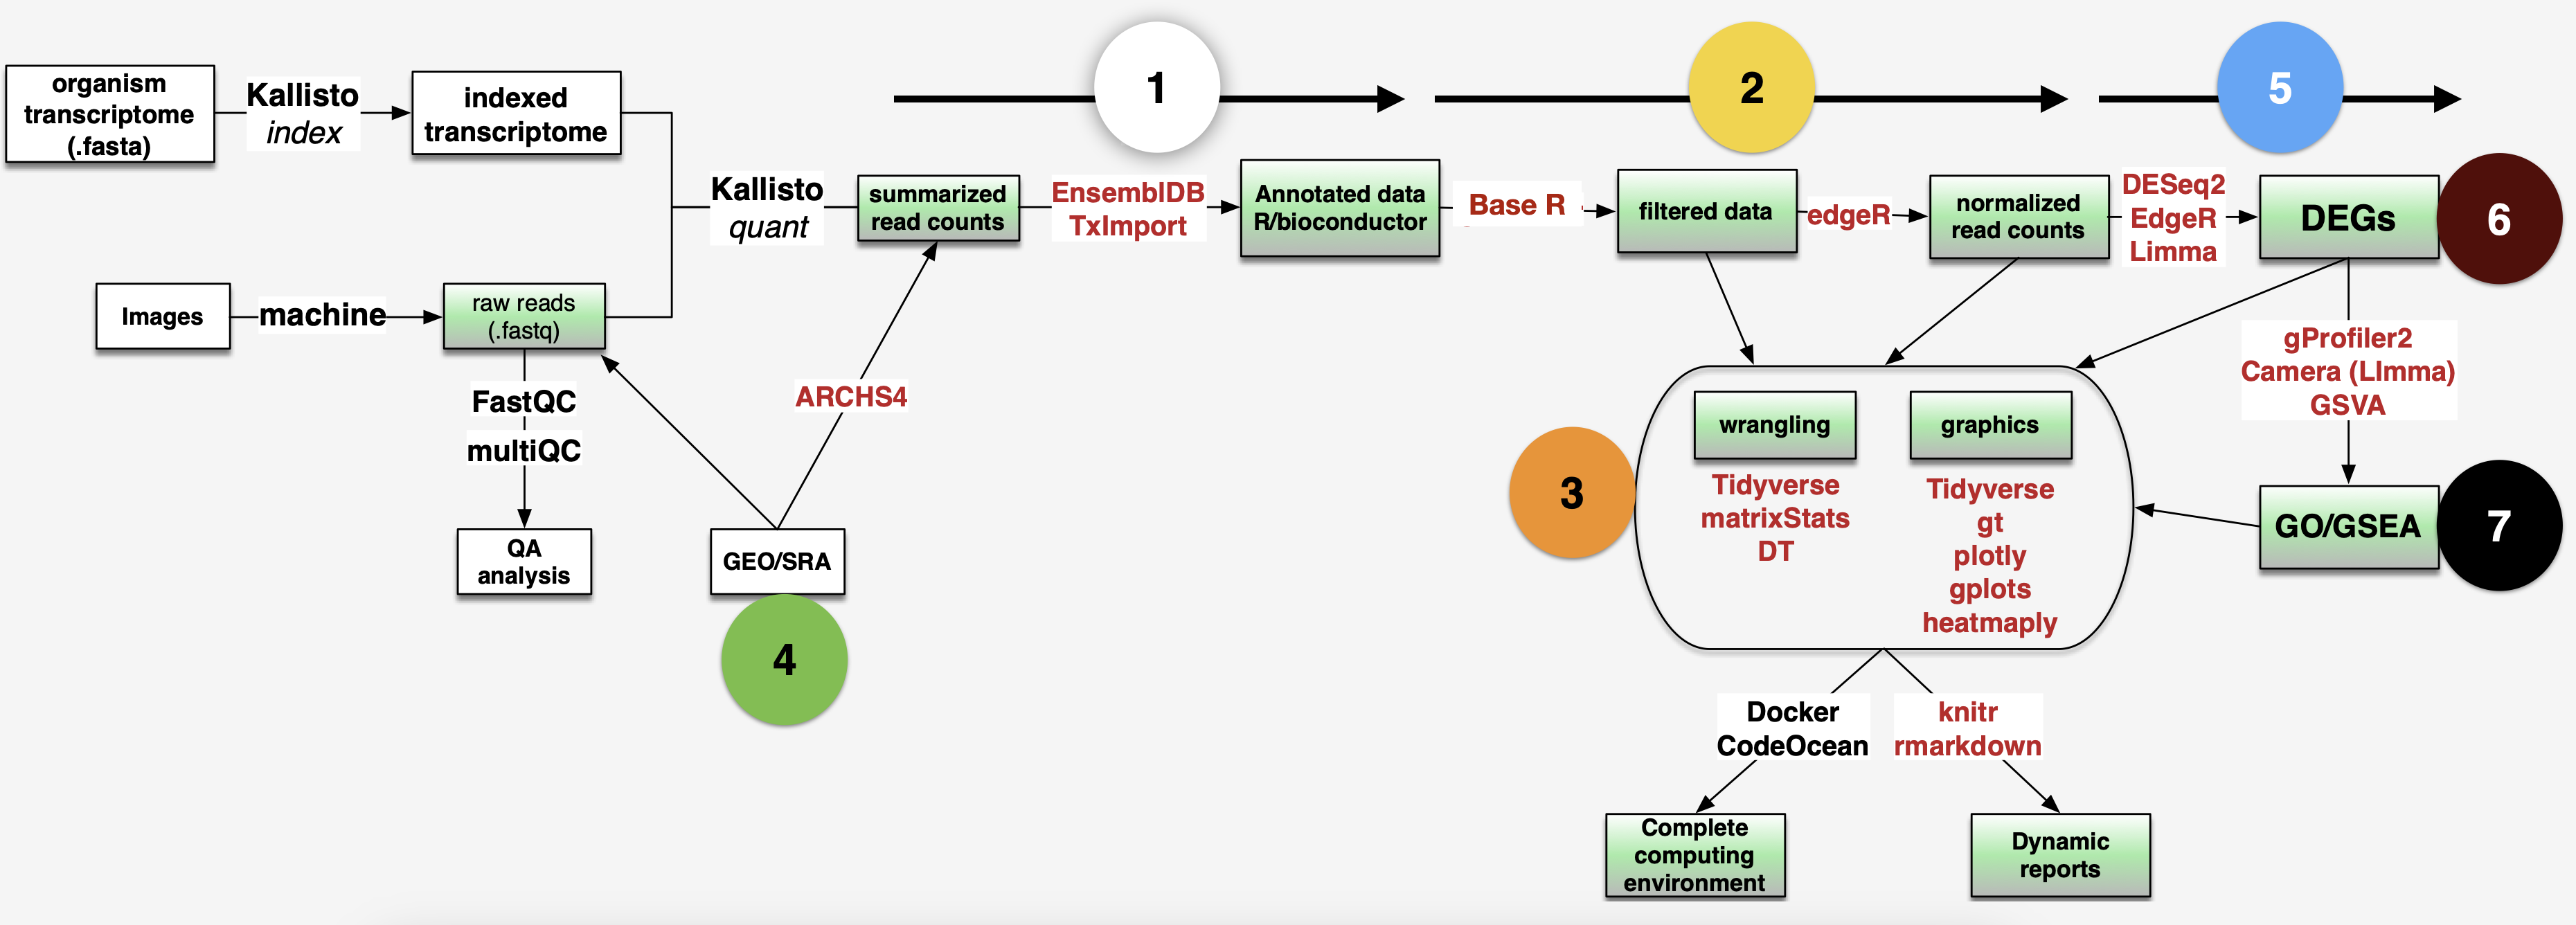 1
2
5
organism
transcriptome
(.fasta)
Kallisto
index
indexed
transcriptome
Kallisto
quant
summarized
read counts
EnsemblDB
TxImport
Annotated data
R/bioconductor
Base R
filtered data
edgeR
normalized
read counts
DESeq2
EdgeR
Limma
DEGs
6
Images
machine
raw reads
(.fastq)
FastQC
multiQC
QA
analysis
ARCHS4
GEO/SRA
4
gProfiler2
Camera (LImma)
GSVA
3
wrangling
Tidyverse
matrixStats
DT
graphics
Tidyverse
gt
plotly
gplots
heatmaply
GO/GSEA
7
Docker
CodeOcean
knitr
rmarkdown
Complete
computing
environment
Dynamic
reports